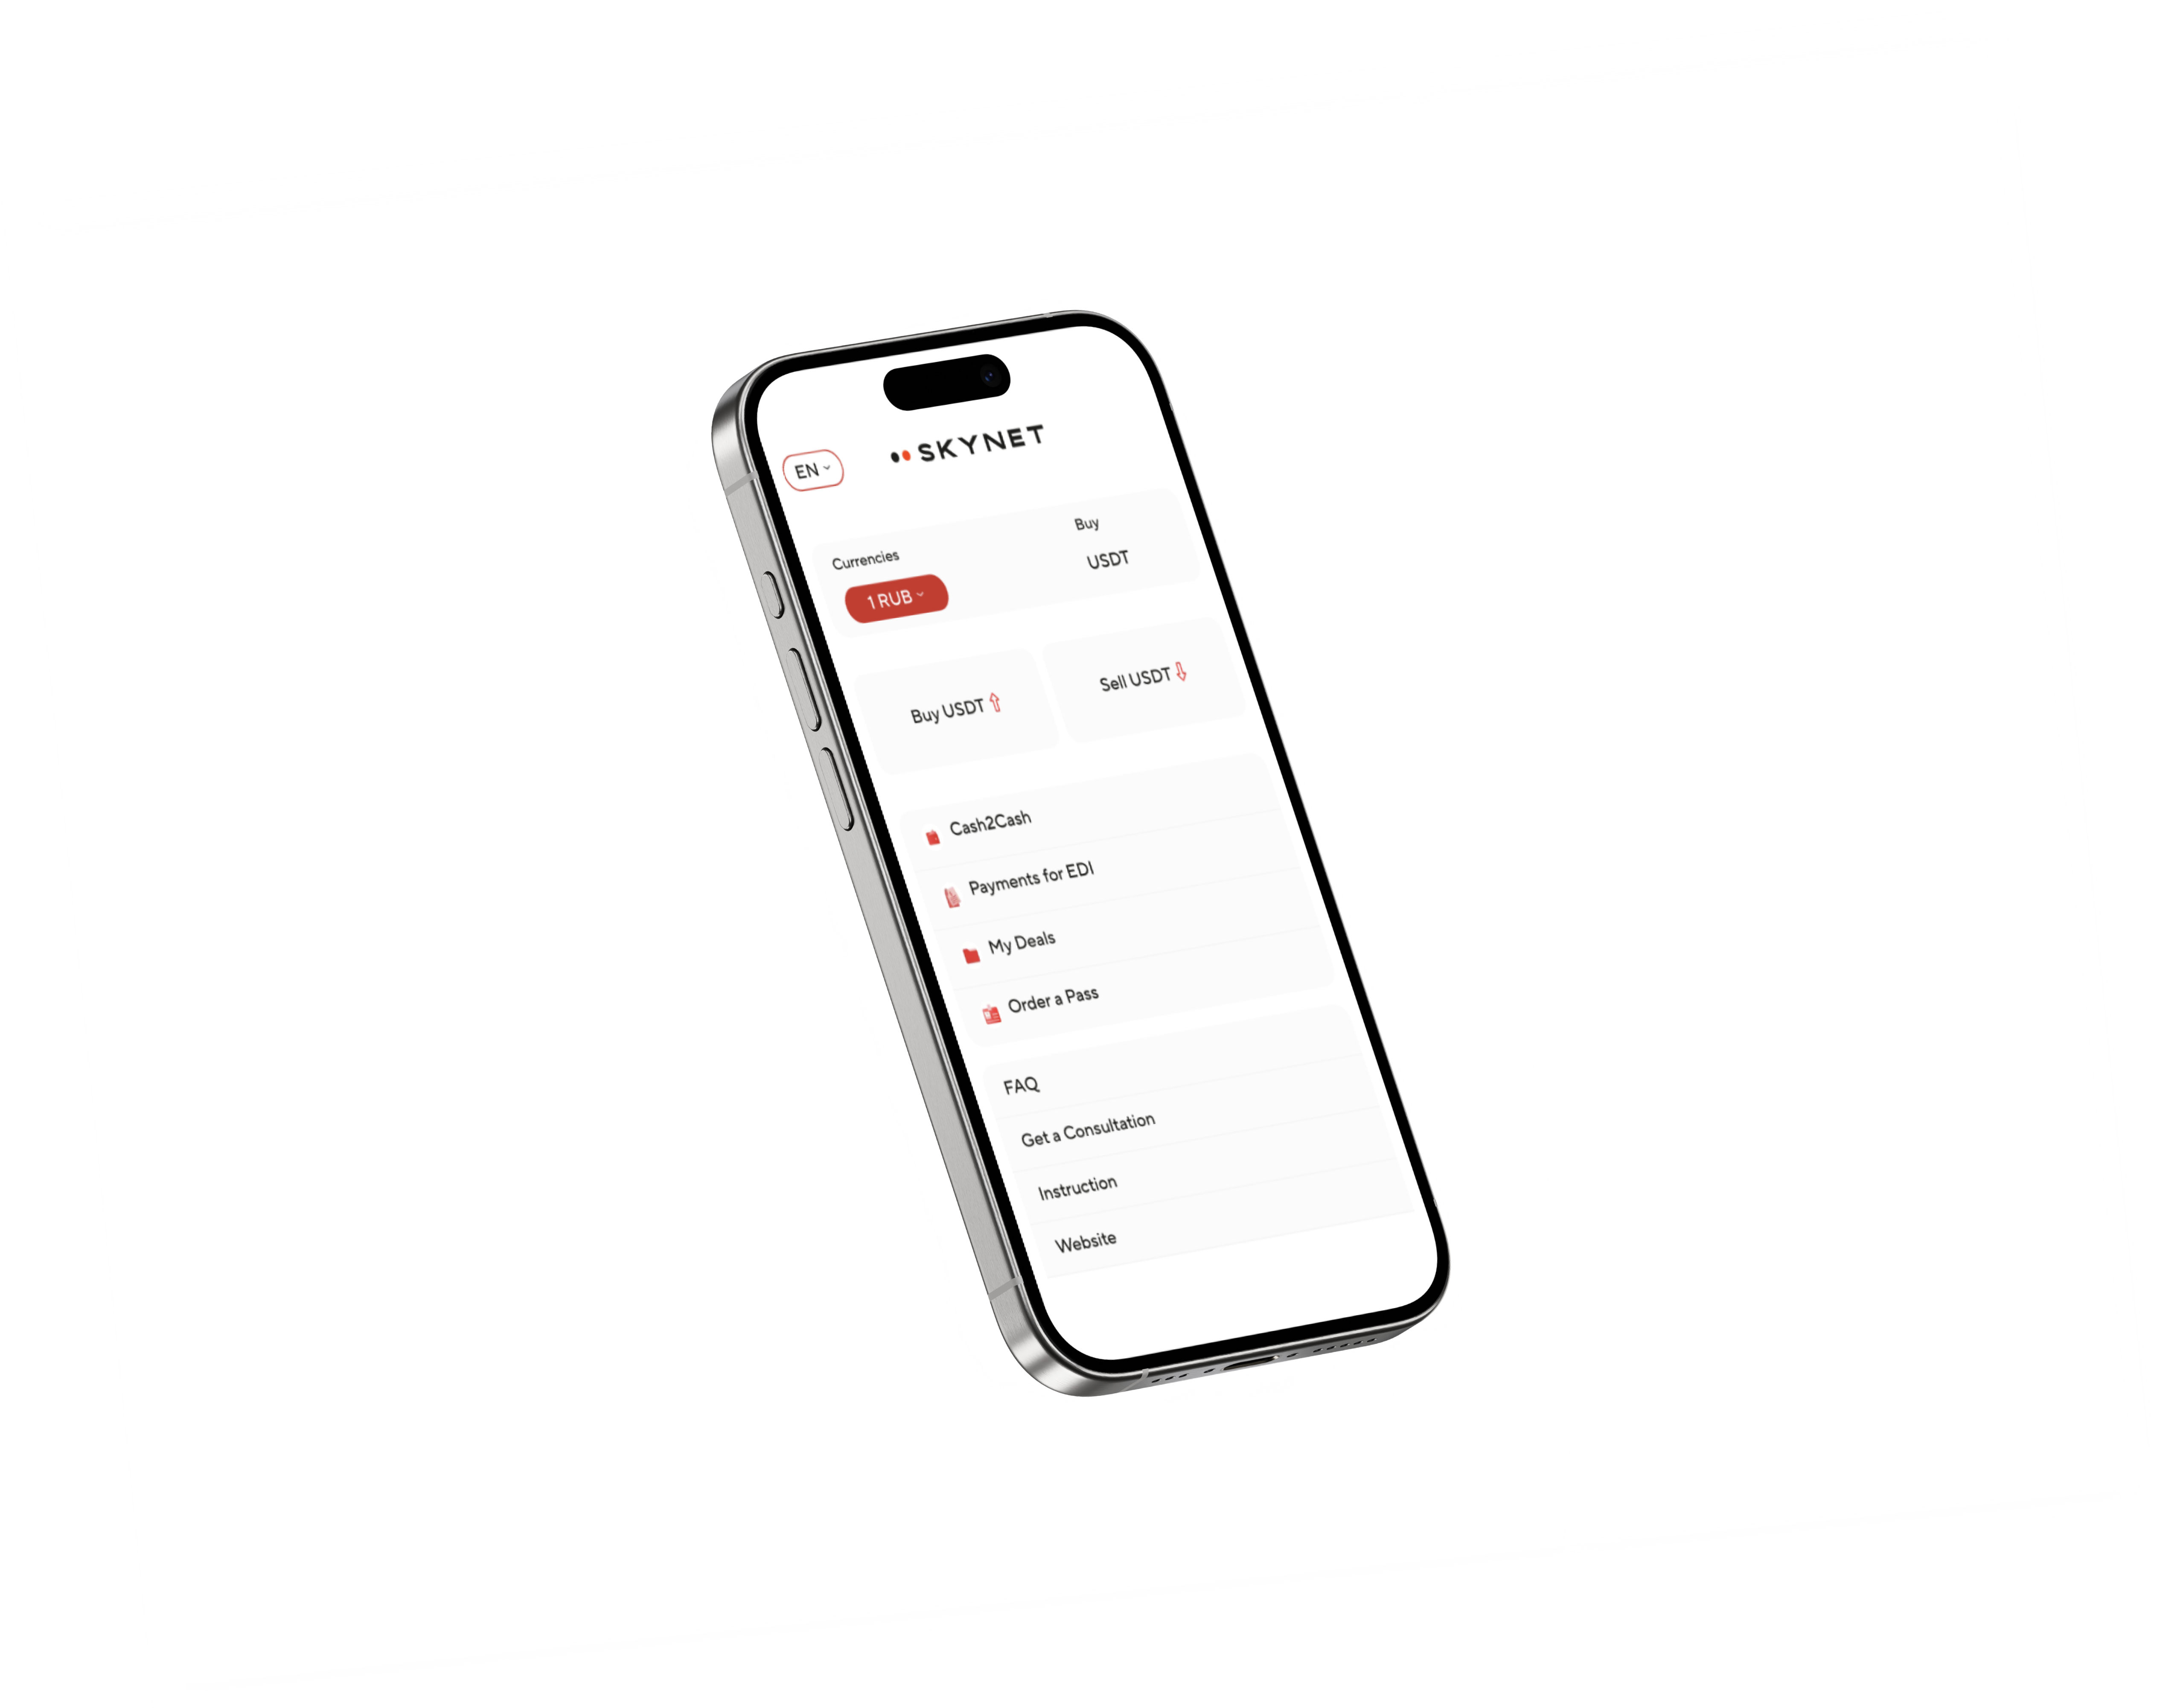 SKYNET
EN
Currencies
Buy
1 RUB
USDT
Buy USDT
Sell USDT
Cash2Cash
Payments for EDI
My Deals
Order a Pass
FAQ
Get a Consultation
Instruction
Website